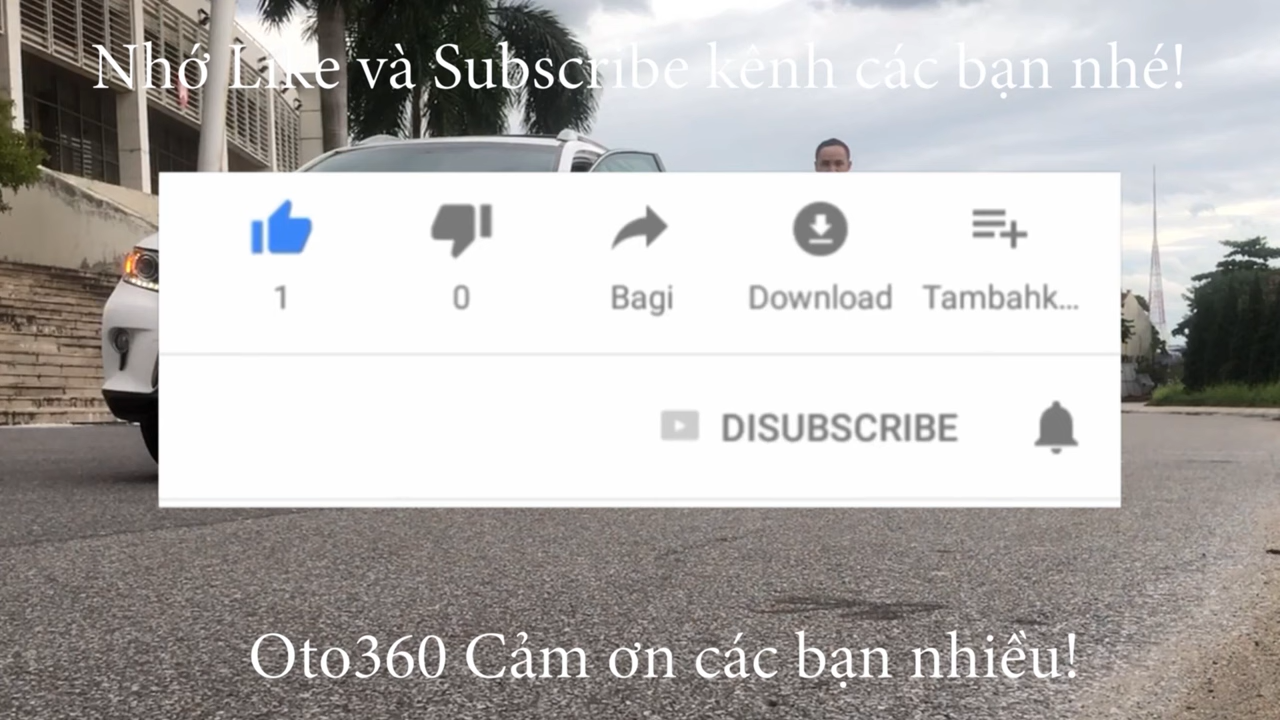 Nhớ Like và Subscribe kênh các bạn nhé!
1 0 Bagi Download Tambahk...
DISUBSCRIBE
Oto360 Cảm ơn các bạn nhiều!